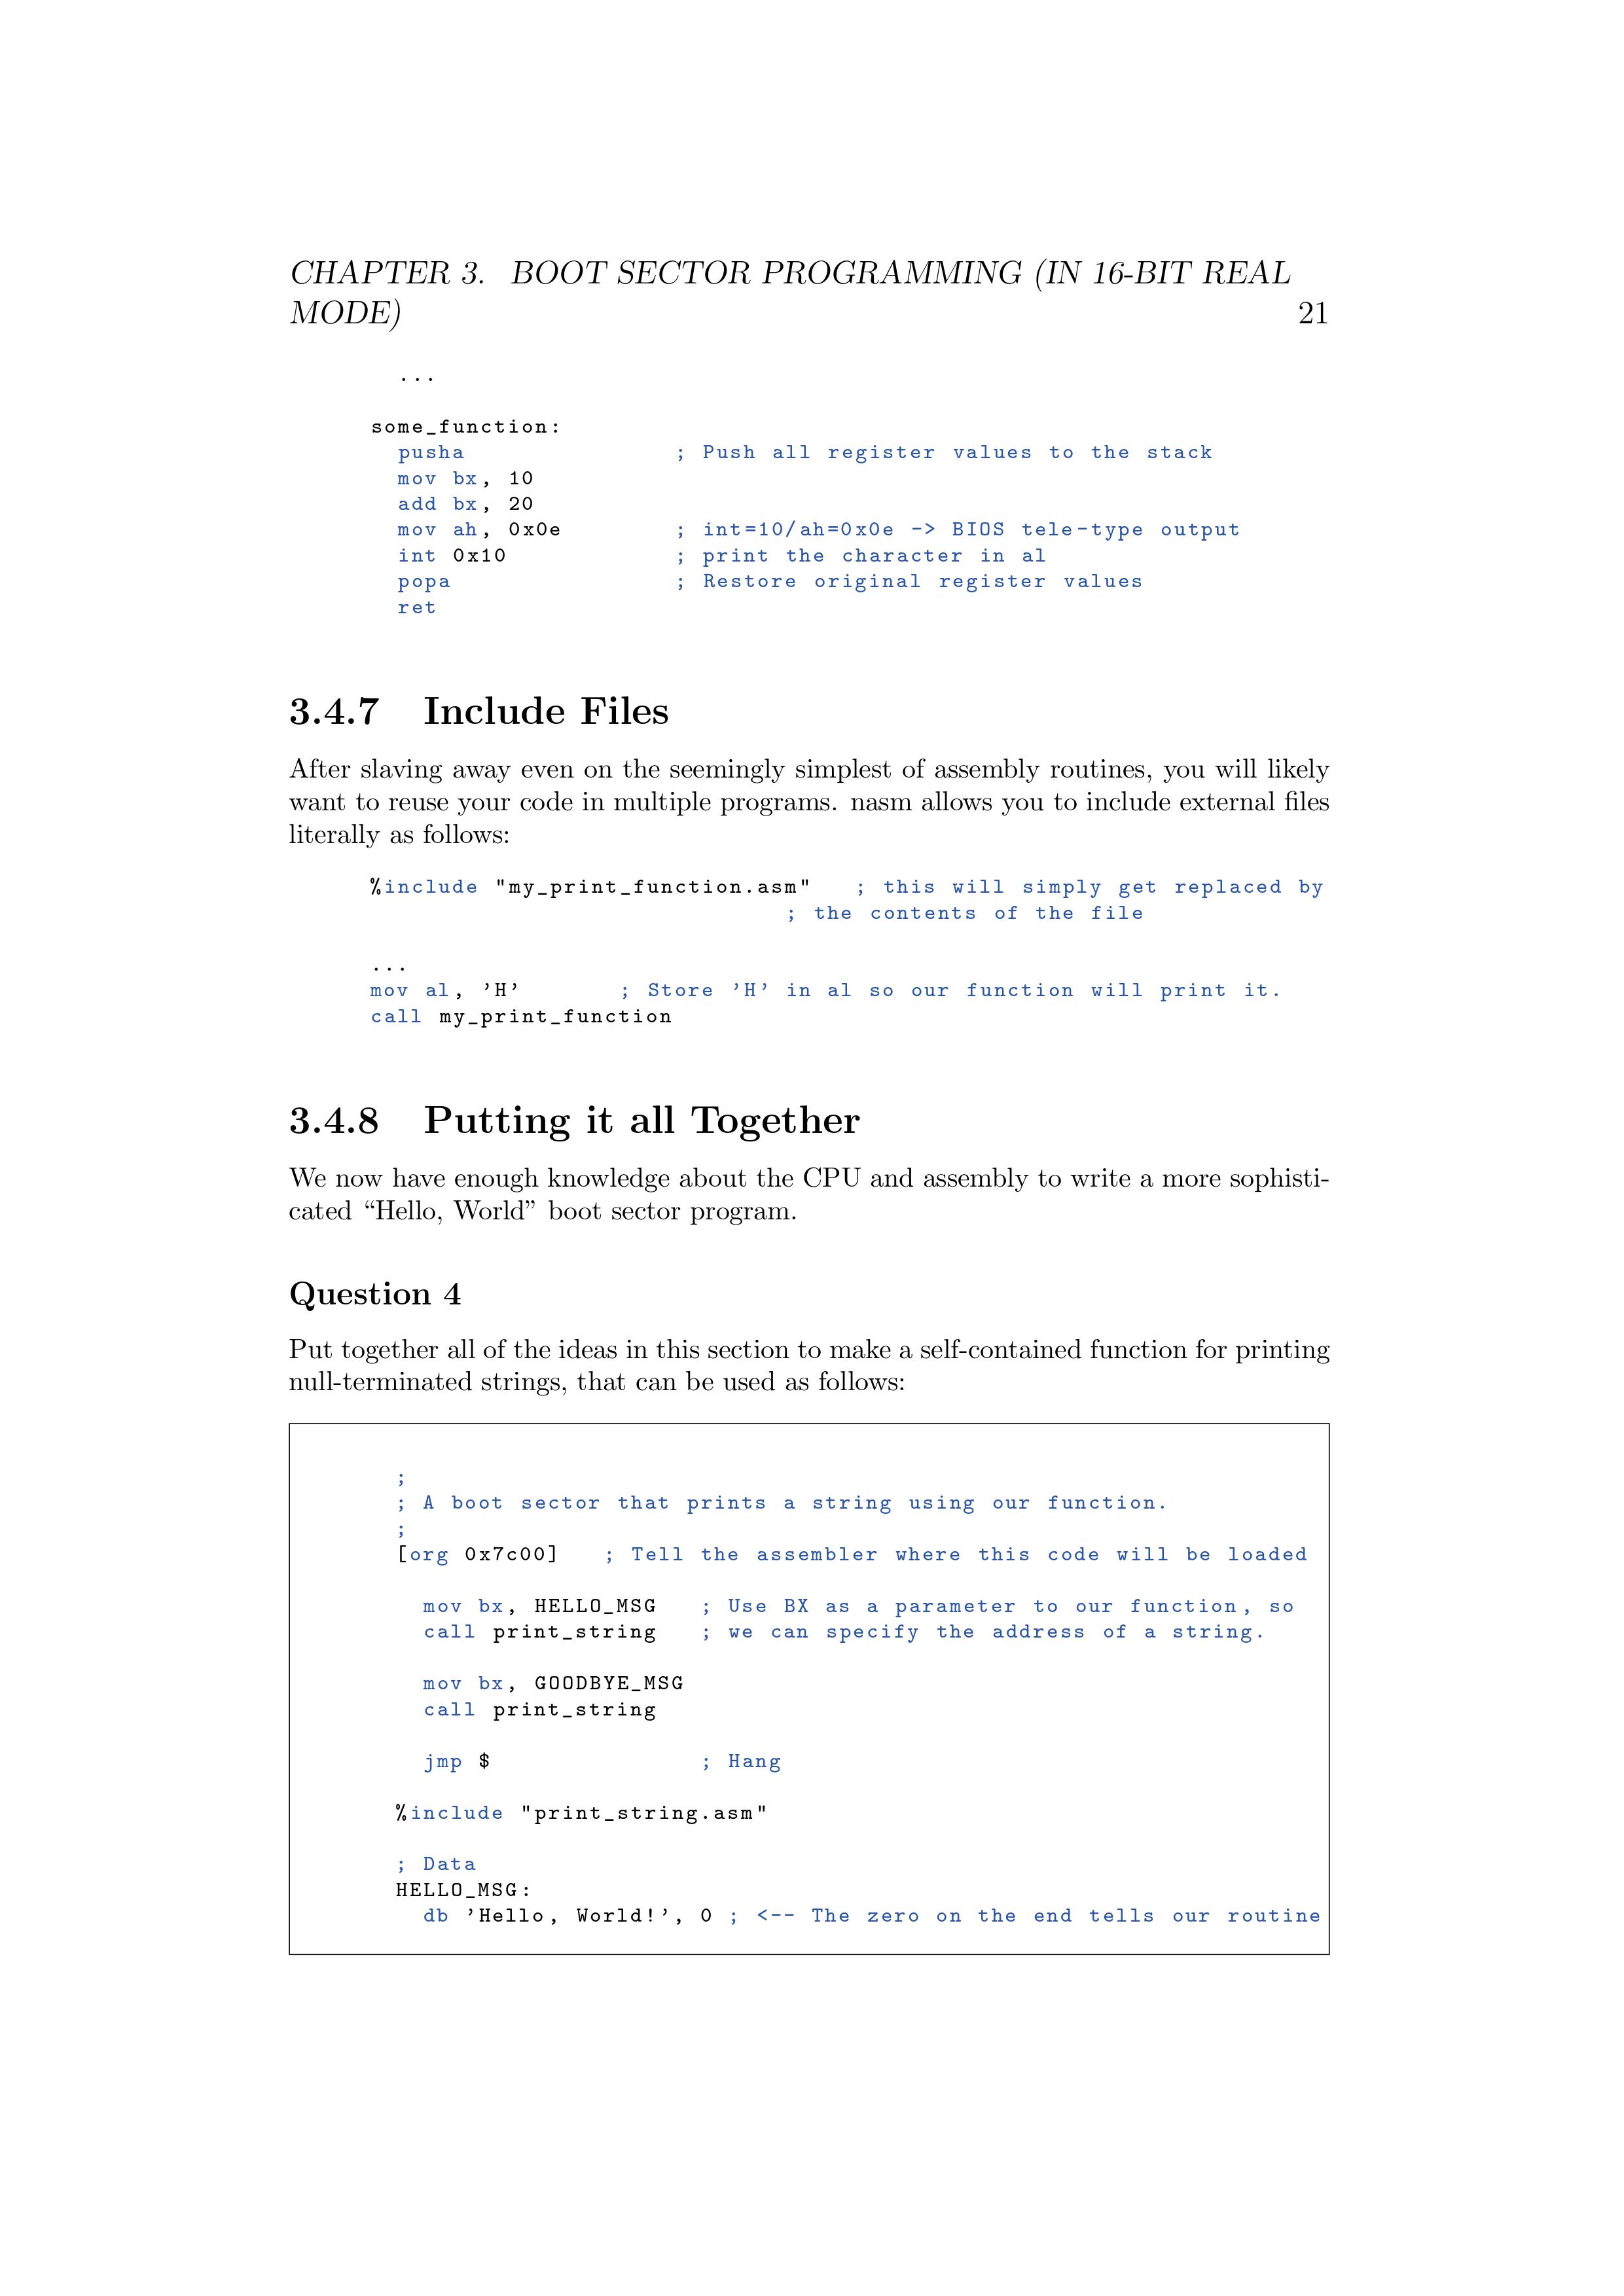 CHAPTER 3. BOOT SECTOR PROGRAMMING (IN 16-BIT REAL
MODE) 21
...
some_function:
pusha ; Push all register values to the stack
mov bx, 10
add bx, 20
mov ah, 0x0e ; int=10/ah=0x0e -> BIOS tele-type output
int 0x10 ; print the character in al
popa ; Restore original register values
ret
3.4.7 Include Files
After slaving away even on the seemingly simplest of assembly routines, you will likely
want to reuse your code in multiple programs. nasm allows you to include external files
literally as follows:
%include "my_print_function.asm" ; this will simply get replaced by
; the contents of the file
...
mov al, ’H’ ; Store ’H’ in al so our function will print it.
call my_print_function
3.4.8 Putting it all Together
We now have enough knowledge about the CPU and assembly to write a more sophisti-
cated “Hello, World” boot sector program.
Question 4
Put together all of the ideas in this section to make a self-contained function for printing
null-terminated strings, that can be used as follows:
;
; A boot sector that prints a string using our function.
;
[org 0x7c00] ; Tell the assembler where this code will be loaded
mov bx, HELLO_MSG ; Use BX as a parameter to our function, so
call print_string ; we can specify the address of a string.
mov bx, GOODBYE_MSG
call print_string
jmp $ ; Hang
%include "print_string.asm"
; Data
HELLO_MSG:
db ’Hello, World!’, 0 ; <-- The zero on the end tells our routine